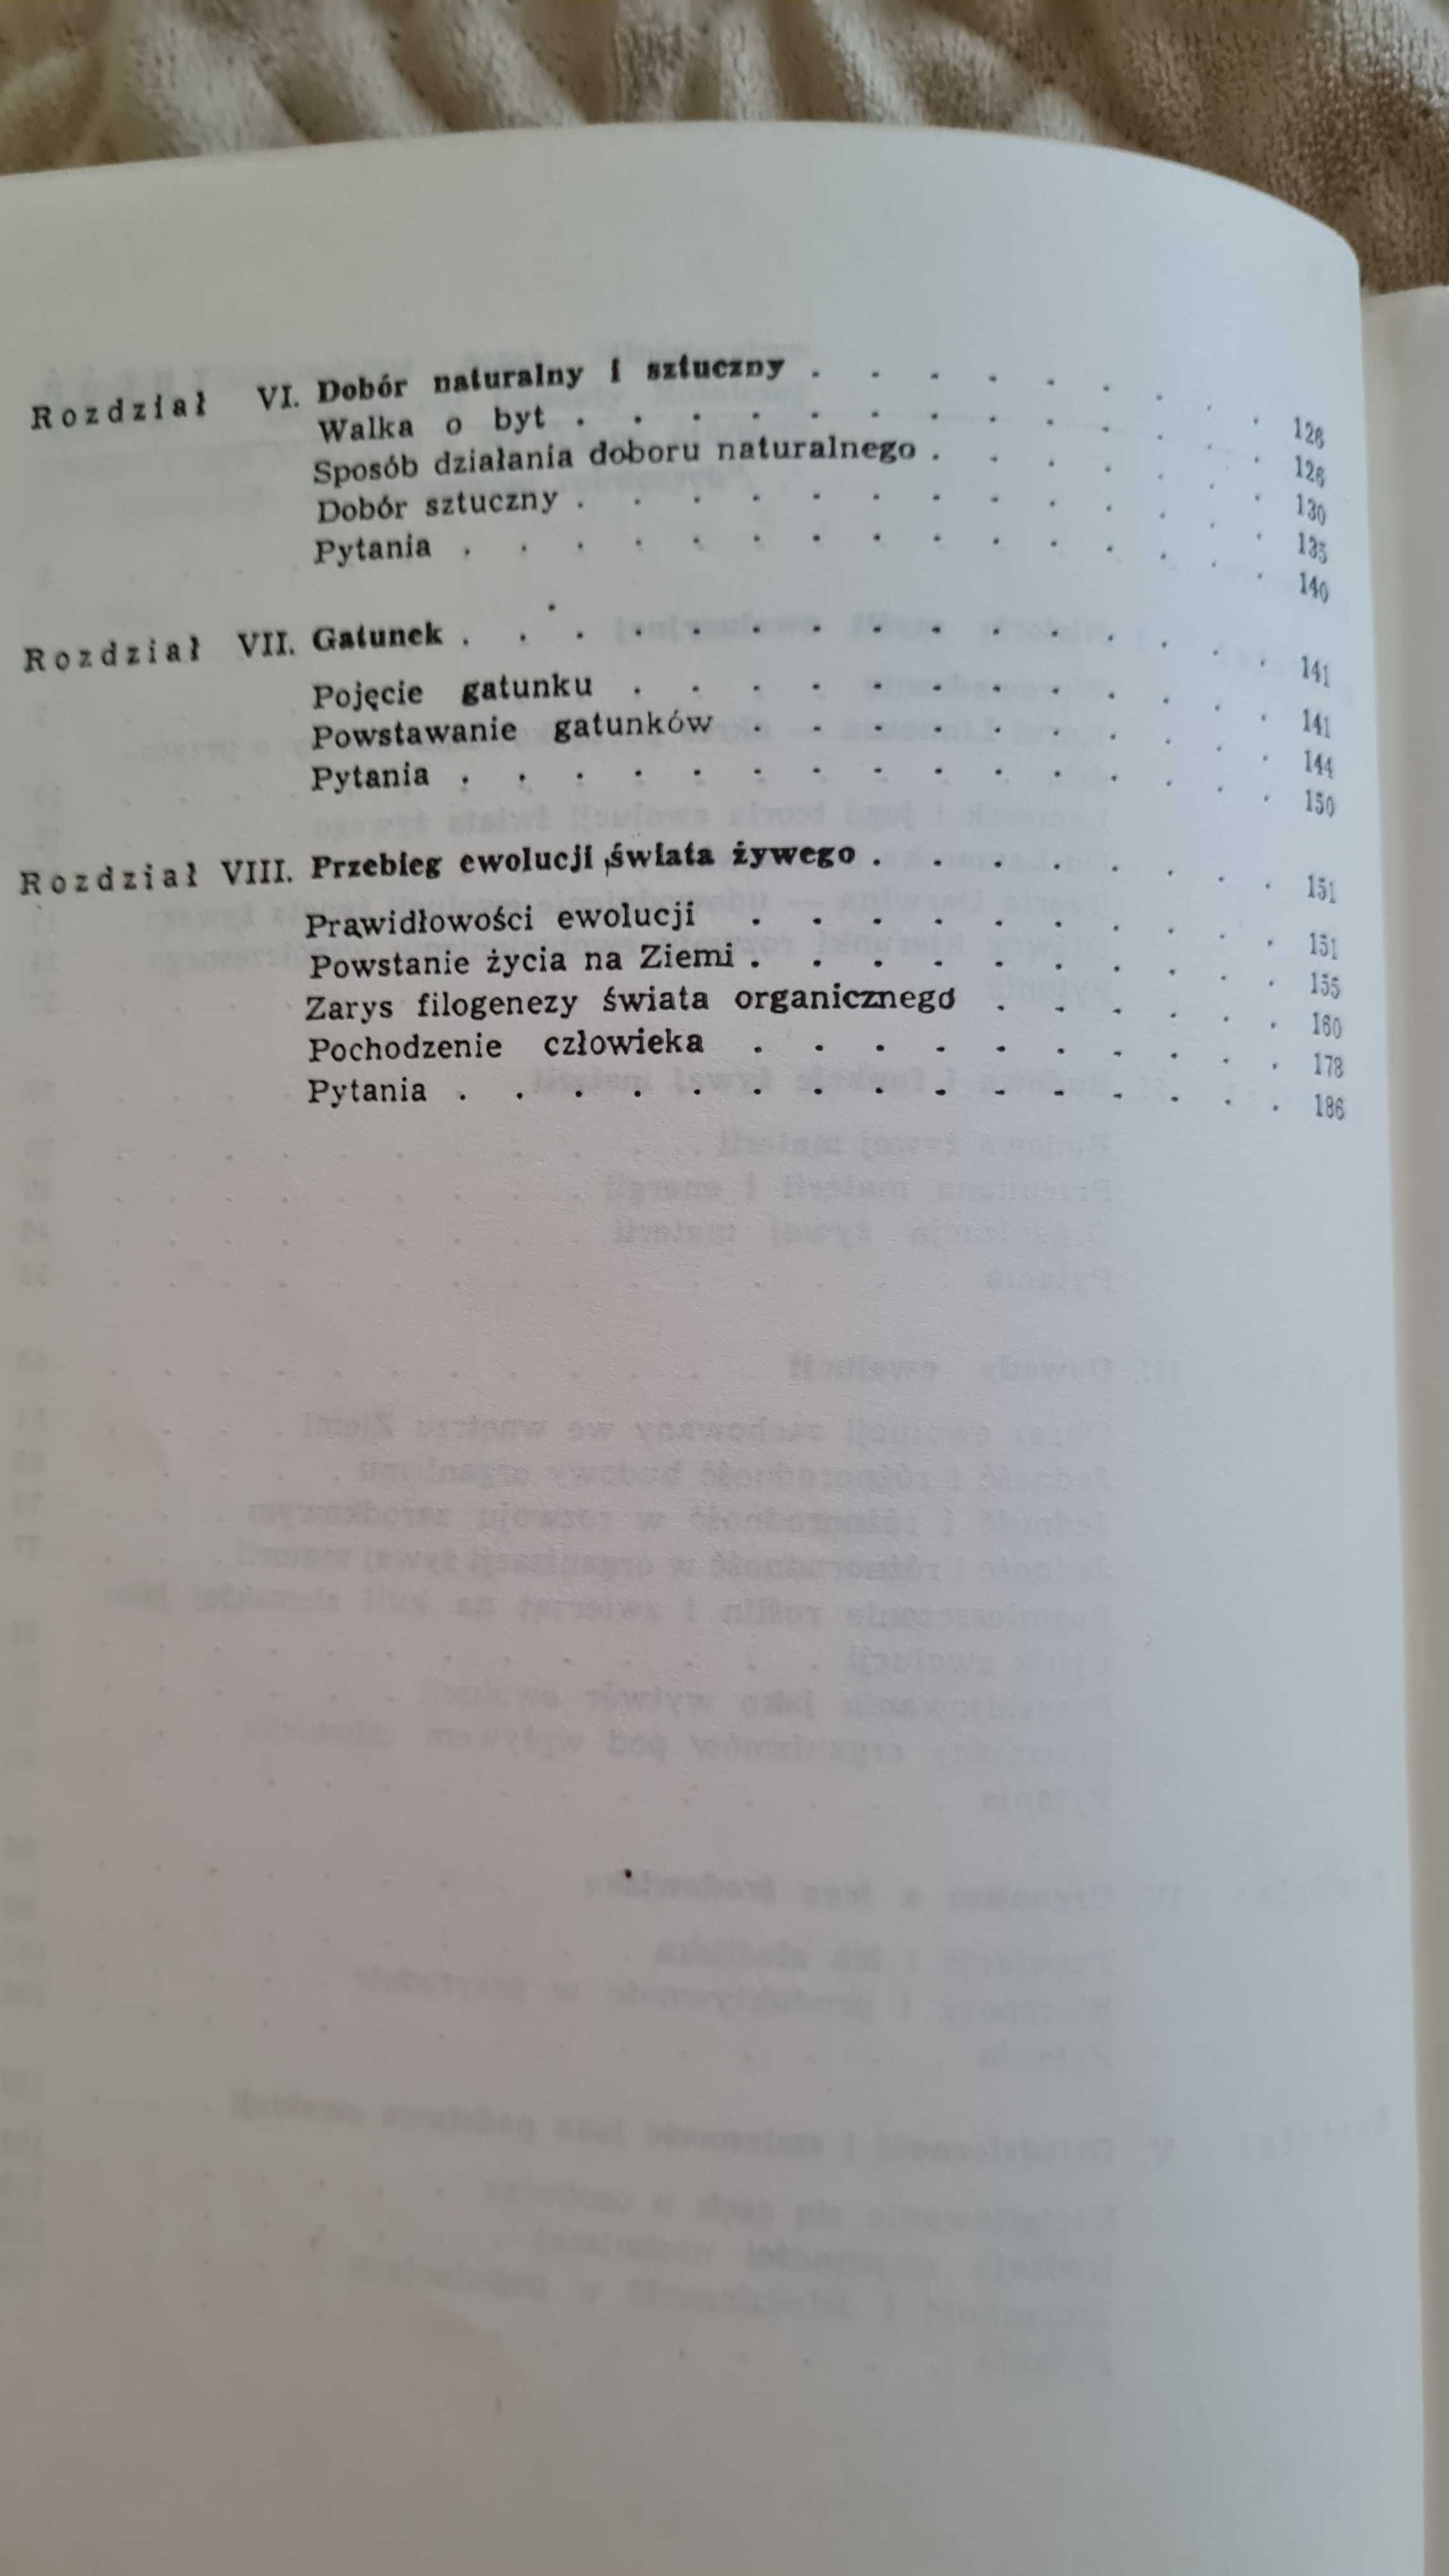 Rozdział VI. Dobór naturalny i sztuczny . . . . . . . . . 126
Walka o byt . . . . . . . . . . . . 126
Sposób działania doboru naturalnego . . . . . . 130
Dobór sztuczny . . . . . . . . . . . . 135
Pytania . . . . . . . . . . . . . . 140
Rozdział VII. Gatunek . . . . . . . . . . . . . . 141
Pojęcie gatunku . . . . . . . . . . . 141
Powstawanie gatunków . . . . . . . . . 144
Pytania . . . . . . . . . . . . . . 150
Rozdział VIII. Przebieg ewolucji świata żywego . . . . . . . 151
Prawidłowości ewolucji . . . . . . . . . 151
Powstanie życia na Ziemi . . . . . . . . . 155
Zarys filogenezy świata organicznego . . . . . 160
Pochodzenie człowieka . . . . . . . . . 178
Pytania . . . . . . . . . . . . . . 186